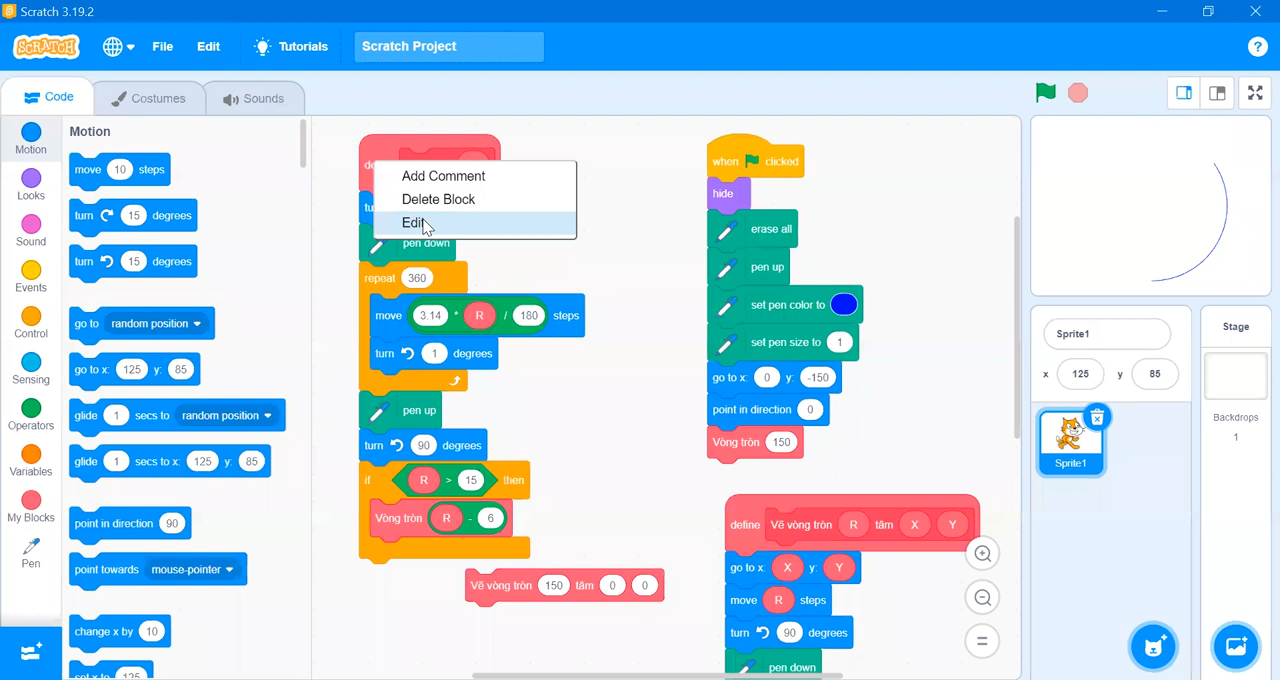 Scratch 3.19.2
SCRATCH
File
Edit
Tutorials
Scratch Project
?
Code
Costumes
Sounds
Motion
Looks
Sound
Events
Control
Sensing
Operators
Variables
My Blocks
Pen
Motion
move 10 steps
turn 15 degrees
turn 15 degrees
go to random position
go to x: 125 y: 85
glide 1 secs to random position
glide 1 secs to x: 125 y: 85
point in direction 90
point towards mouse-pointer
change x by 10
set x to 125
Add Comment
Delete Block
Edit
pen down
repeat 360
move 3.14 * R / 180 steps
turn 1 degrees
pen up
turn 90 degrees
if R > 15 then
Vòng tròn R - 6
Vẽ vòng tròn 150 tâm 0 0
when clicked
hide
erase all
pen up
set pen color to
set pen size to 1
go to x: 0 y: -150
point in direction 0
Vòng tròn 150
define Vẽ vòng tròn R tâm X Y
go to x: X y: Y
move R steps
turn 90 degrees
pen down
Sprite1
x 125 y 85
Sprite1
Stage
Backdrops
1